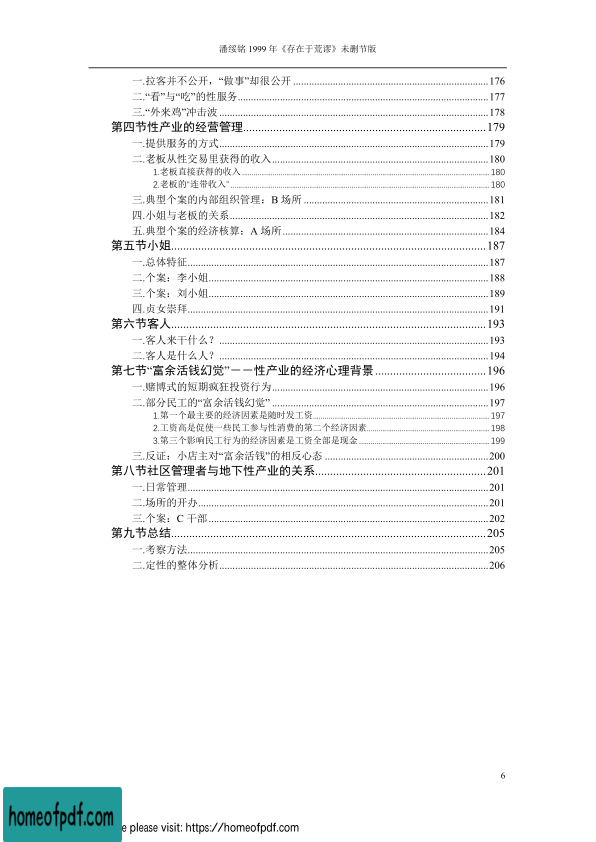 潘绥铭 1999 年《存在于荒谬》未删节版
一.拉客并不公开，“做事”却很公开 ........ 176
二.“看”与“吃”的性服务........ 177
三.“外来鸡”冲击波 ........ 178
第四节性产业的经营管理........ 179
一.提供服务的方式........ 179
二.老板从性交易里获得的收入........ 180
1.老板直接获得的收入........ 180
2.老板的“连带收入”........ 180
三.典型个案的内部组织管理：B 场所 ........ 181
四.小姐与老板的关系........ 182
五.典型个案的经济核算：A 场所........ 184
第五节小姐........ 187
一.总体特征........ 187
二.个案：李小姐........ 188
三.个案：刘小姐........ 189
四.贞女崇拜........ 191
第六节客人........ 193
一.客人来干什么？ ........ 193
二.客人是什么人？ ........ 194
第七节“富余活钱幻觉”－－性产业的经济心理背景 ........ 196
一.赌博式的短期疯狂投资行为........ 196
二.部分民工的“富余活钱幻觉” ........ 197
1.第一个最主要的经济因素是随时发工资........ 197
2.工资高是促使一些民工参与性消费的第二个经济因素........ 198
3.第三个影响民工行为的经济因素是工资全部是现金 ........ 199
三.反证：小店主对“富余活钱”的相反心态 ........ 200
第八节社区管理者与地下性产业的关系........ 201
一.日常管理........ 201
二.场所的开办........ 201
三.个案：C 干部........ 202
第九节总结........ 205
一.考察方法........ 205
二.定性的整体分析........ 206
6
homeofpdf.com
e please visit: https://homeofpdf.com